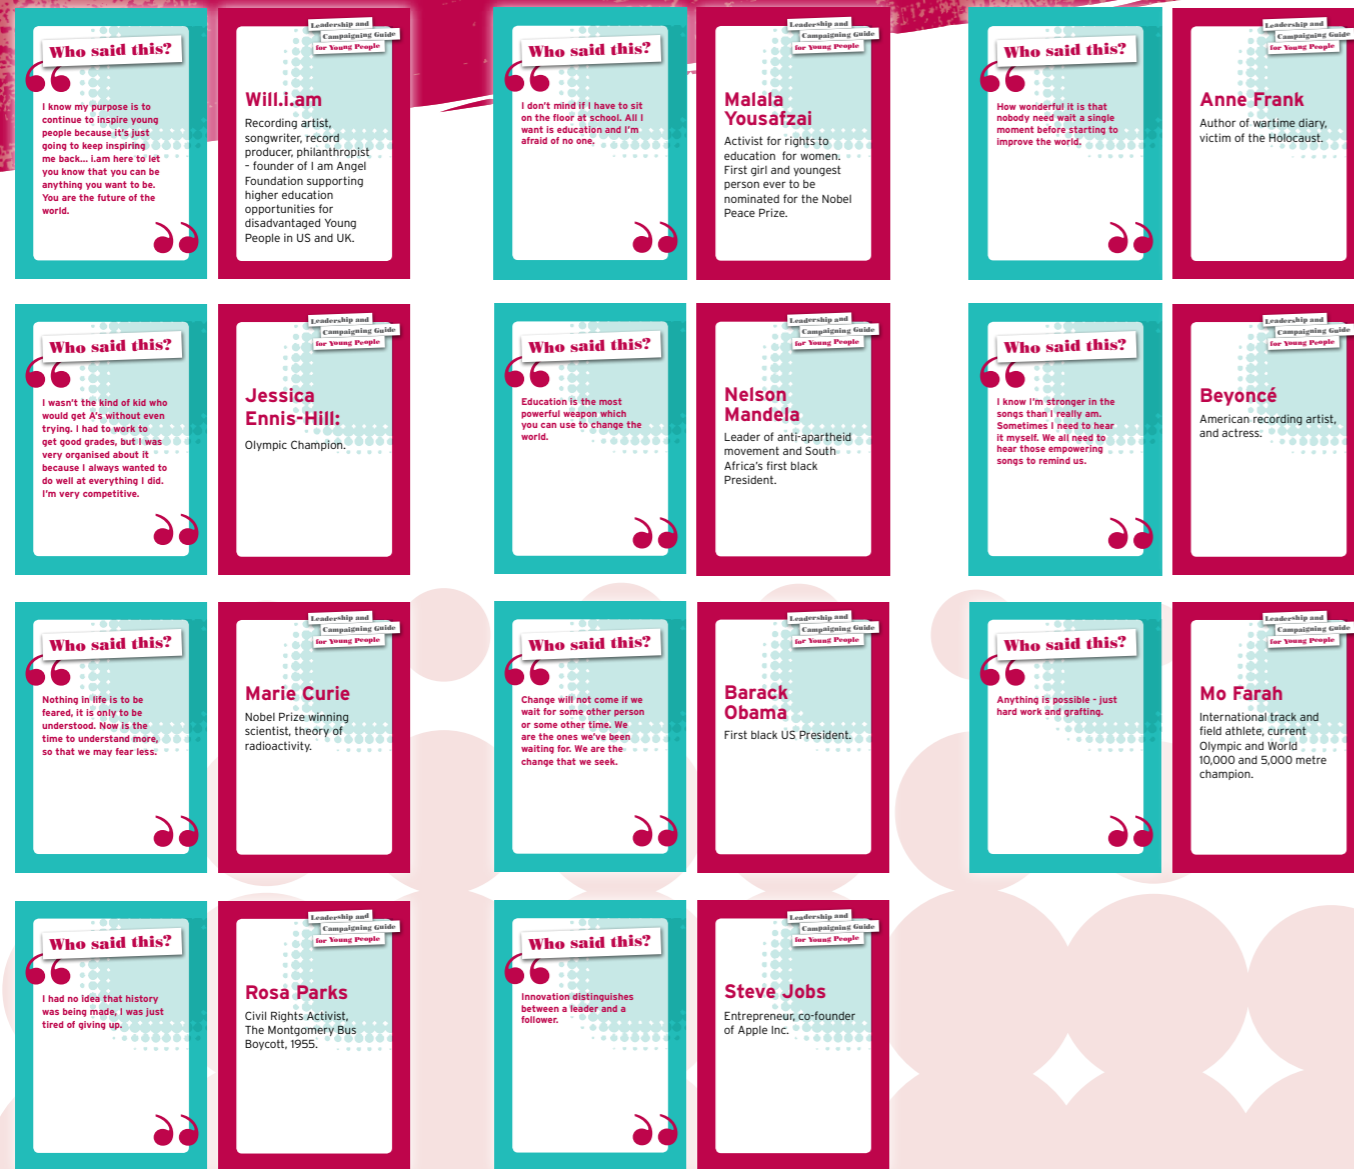 Who said this?
I know my purpose is to
continue to inspire young
people because it's just
going to keep inspiring
me back... i.am here to let
you know that you can be
anything you want to be.
You are the future of the
world.
Leadership and
Campaigning Guide
for Young People
Will.i.am
Recording artist,
songwriter, record
producer, philanthropist
– founder of I am Angel
Foundation supporting
higher education
opportunities for
disadvantaged Young
People in US and UK.
Who said this?
I don't mind if I have to sit
on the floor at school. All I
want is education and I'm
afraid of no one.
Leadership and
Campaigning Guide
for Young People
Malala
Yousafzai
Activist for rights to
education for women.
First girl and youngest
person ever to be
nominated for the Nobel
Peace Prize.
Who said this?
How wonderful it is that
nobody need wait a single
moment before starting to
improve the world.
Leadership and
Campaigning Guide
for Young People
Anne Frank
Author of wartime diary,
victim of the Holocaust.
Who said this?
I wasn't the kind of kid who
would get A's without even
trying. I had to work to
get good grades, but I was
very organised about it
because I always wanted to
do well at everything I did.
I'm very competitive.
Leadership and
Campaigning Guide
for Young People
Jessica
Ennis-Hill:
Olympic Champion.
Who said this?
Education is the most
powerful weapon which
you can use to change the
world.
Leadership and
Campaigning Guide
for Young People
Nelson
Mandela
Leader of anti-apartheid
movement and South
Africa's first black
President.
Who said this?
I know I'm stronger in the
songs than I really am.
Sometimes I need to hear
it myself. We all need to
hear those empowering
songs to remind us.
Leadership and
Campaigning Guide
for Young People
Beyoncé
American recording artist,
and actress.
Who said this?
Nothing in life is to be
feared, it is only to be
understood. Now is the
time to understand more,
so that we may fear less.
Leadership and
Campaigning Guide
for Young People
Marie Curie
Nobel Prize winning
scientist, theory of
radioactivity.
Who said this?
Change will not come if we
wait for some other person
or some other time. We
are the ones we've been
waiting for. We are the
change that we seek.
Leadership and
Campaigning Guide
for Young People
Barack
Obama
First black US President.
Who said this?
Anything is possible - just
hard work and grafting.
Leadership and
Campaigning Guide
for Young People
Mo Farah
International track and
field athlete, current
Olympic and World
10,000 and 5,000 metre
champion.
Who said this?
I had no idea that history
was being made, I was just
tired of giving up.
Leadership and
Campaigning Guide
for Young People
Rosa Parks
Civil Rights Activist,
The Montgomery Bus
Boycott, 1955.
Who said this?
Innovation distinguishes
between a leader and a
follower.
Leadership and
Campaigning Guide
for Young People
Steve Jobs
Entrepreneur, co-founder
of Apple Inc.